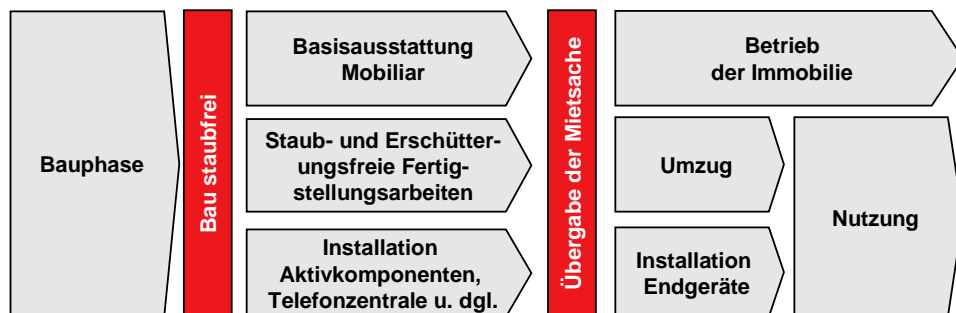 Bauphase
Bau staubfrei
Basisausstattung
Mobiliar
Staub- und Erschütter-
ungsfreie Fertig-
stellungsarbeiten
Installation
Aktivkomponenten,
Telefonzentrale u. dgl.
Übergabe der Mietsache
Betrieb
der Immobilie
Umzug
Installation
Endgeräte
Nutzung